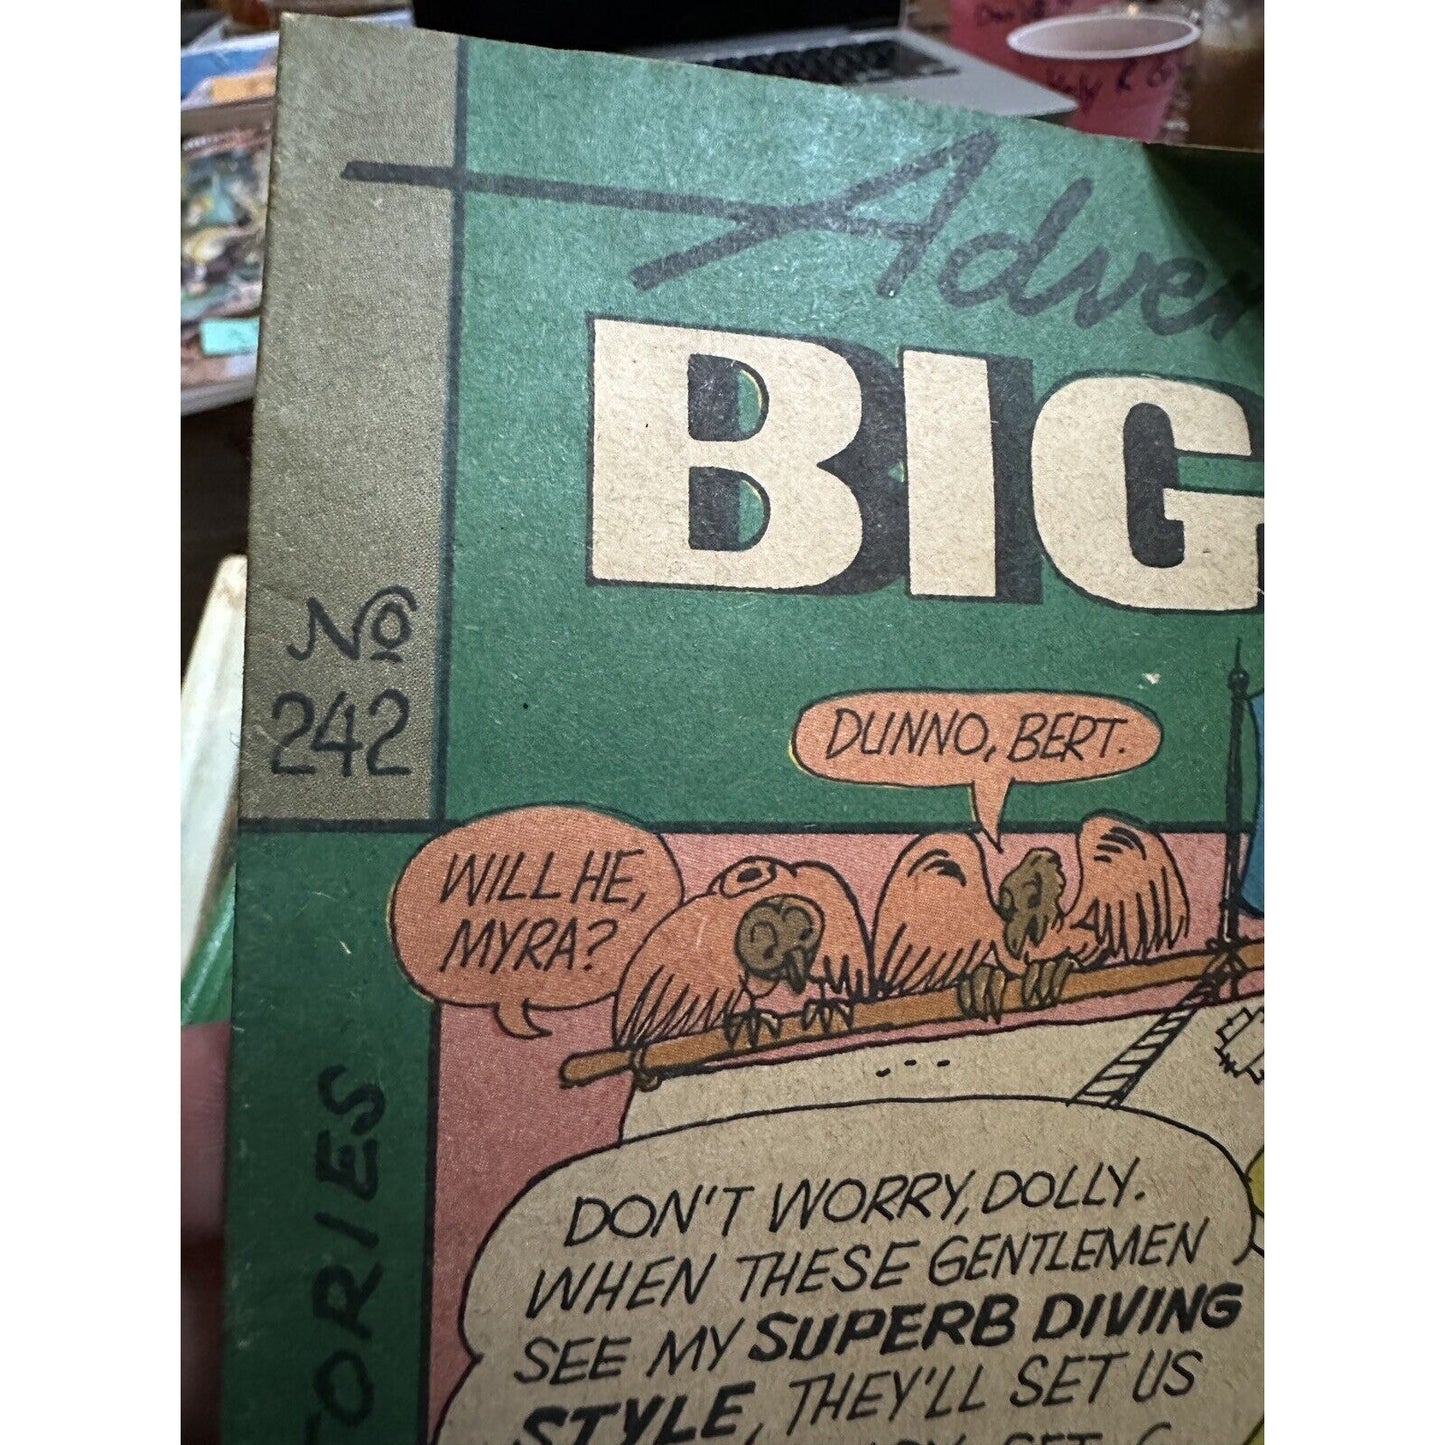 Adven
BIG
No
242
DUNNO, BERT.
WILL HE,
MYRA?
...
DON'T WORRY, DOLLY.
WHEN THESE GENTLEMEN
SEE MY SUPERB DIVING
STYLE, THEY'LL SET US
TORIES